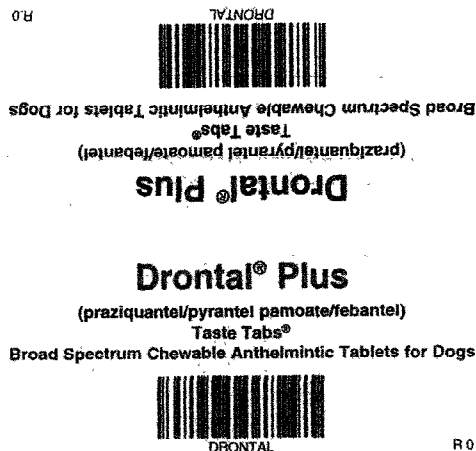 R.0
DRONTAL
Broad Spectrum Chewable Anthelmintic Tablets for Dogs
Taste Tabs®
(praziquantel/pyrantel pamoate/febantel)
Drontal® Plus
Drontal® Plus
(praziquantel/pyrantel pamoate/febantel)
Taste Tabs®
Broad Spectrum Chewable Anthelmintic Tablets for Dogs
DRONTAL
R 0